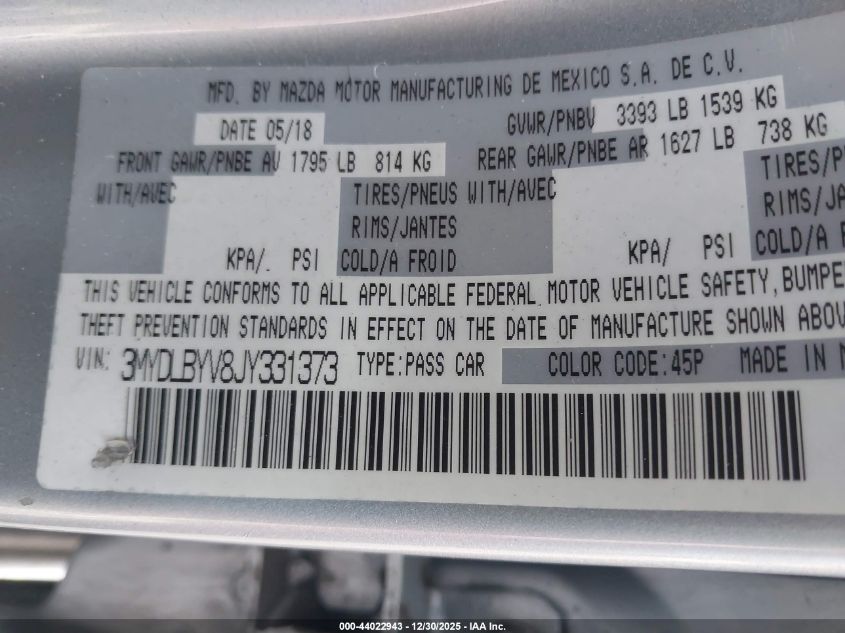 MFD. BY MAZDA MOTOR MANUFACTURING DE MEXICO S.A. DE C.V.
DATE 05/18 GVWR/PNBV 3393 LB 1539 KG
FRONT GAWR/PNBE AV 1795 LB 814 KG REAR GAWR/PNBE AR 1627 LB 738 KG
WITH/AVEC TIRES/PNEUS WITH/AVEC TIRES/P
RIMS/JANTES RIMS/JA
KPA/. PSI COLD/A FROID KPA/ PSI COLD/A F
THIS VEHICLE CONFORMS TO ALL APPLICABLE FEDERAL MOTOR VEHICLE SAFETY, BUMPE
THEFT PREVENTION STANDARDS IN EFFECT ON THE DATE OF MANUFACTURE SHOWN ABOV
VIN: 3MYDLBYV8JY331373 TYPE:PASS CAR COLOR CODE:45P MADE IN M
000-44022943 - 12/30/2025 - IAA Inc.